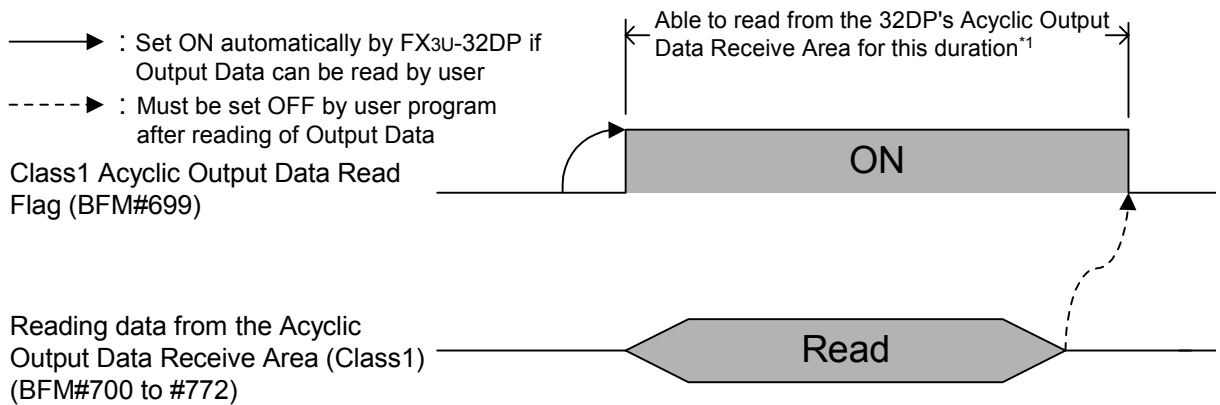 : Set ON automatically by FX3U-32DP if
Output Data can be read by user
: Must be set OFF by user program
after reading of Output Data
Able to read from the 32DP's Acyclic Output
Data Receive Area for this duration*1
Class1 Acyclic Output Data Read
Flag (BFM#699)
ON
Reading data from the Acyclic
Output Data Receive Area (Class1)
(BFM#700 to #772)
Read